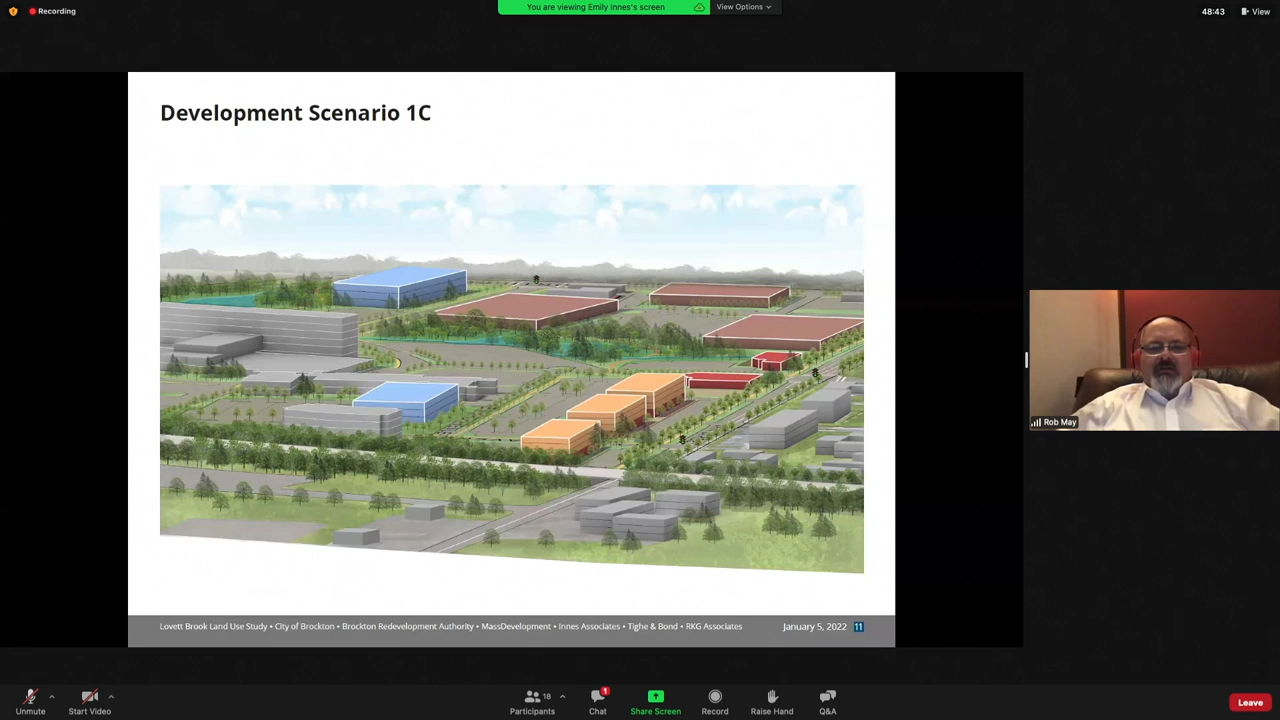 Recording
You are viewing Emily Innes's screen
View Options
48:43
View
Development Scenario 1C
Rob May
Lovett Brook Land Use Study • City of Brockton • Brockton Redevelopment Authority • MassDevelopment • Innes Associates • Tighe & Bond • RKG Associates
January 5, 2022 11
Unmute
Start Video
18
Participants
1
Chat
Share Screen
Record
Raise Hand
Q&A
Leave